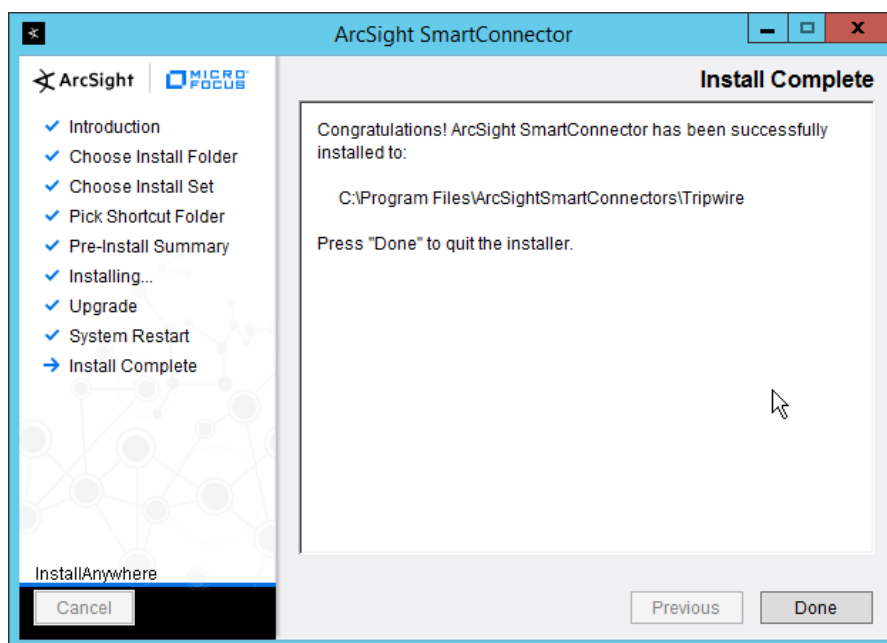 ArcSight SmartConnector
ArcSight
MICRO
FOCUS
Install Complete
Introduction
Choose Install Folder
Choose Install Set
Pick Shortcut Folder
Pre-Install Summary
Installing...
Upgrade
System Restart
Install Complete
Congratulations! ArcSight SmartConnector has been successfully
installed to:
C:\Program Files\ArcSightSmartConnectors\Tripwire
Press "Done" to quit the installer.
InstallAnywhere
Cancel
Previous
Done